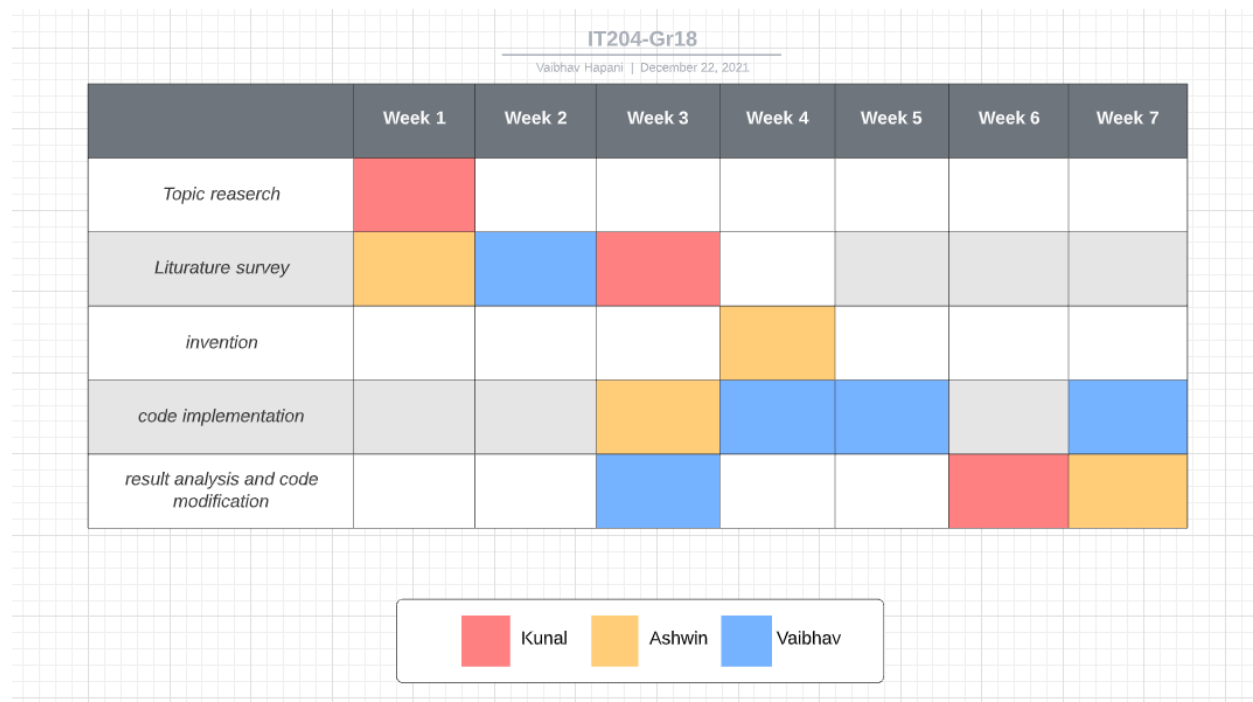 IT204-Gr18
Vaibhav Hapani | December 22, 2021
Week 1 Week 2 Week 3 Week 4 Week 5 Week 6 Week 7
Topic reaserch
Liturature survey
invention
code implementation
result analysis and code
modification
Kunal Ashwin Vaibhav